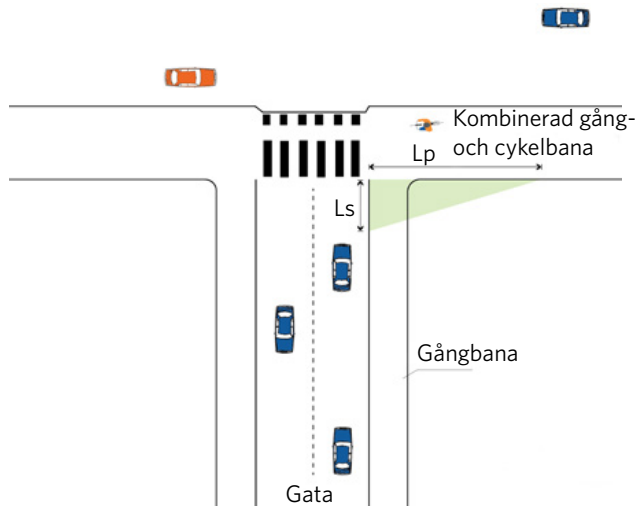 Kombinerad gång-
och cykelbana
Lp
Ls
Gångbana
Gata